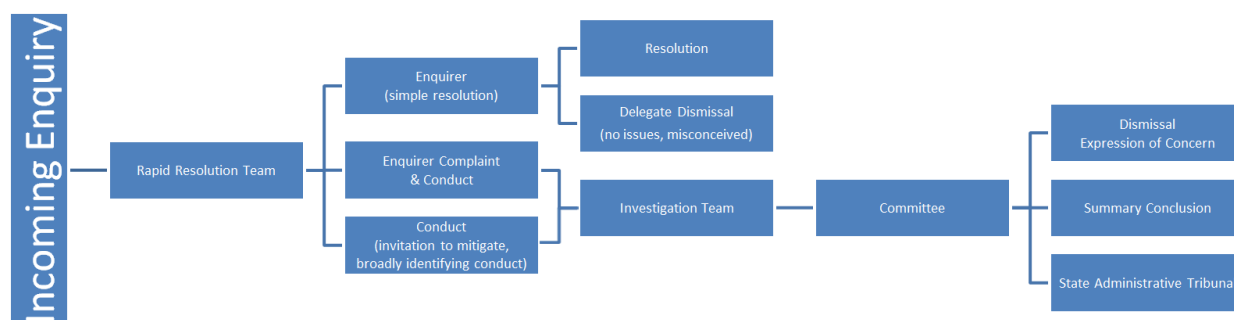 Incoming Enquiry
Rapid Resolution Team
Enquirer
(simple resolution)
Resolution
Delegate Dismissal
(no issues, misconceived)
Enquirer Complaint
& Conduct
Conduct
(invitation to mitigate,
broadly identifying conduct)
Investigation Team
Committee
Dismissal
Expression of Concern
Summary Conclusion
State Administrative Tribunal